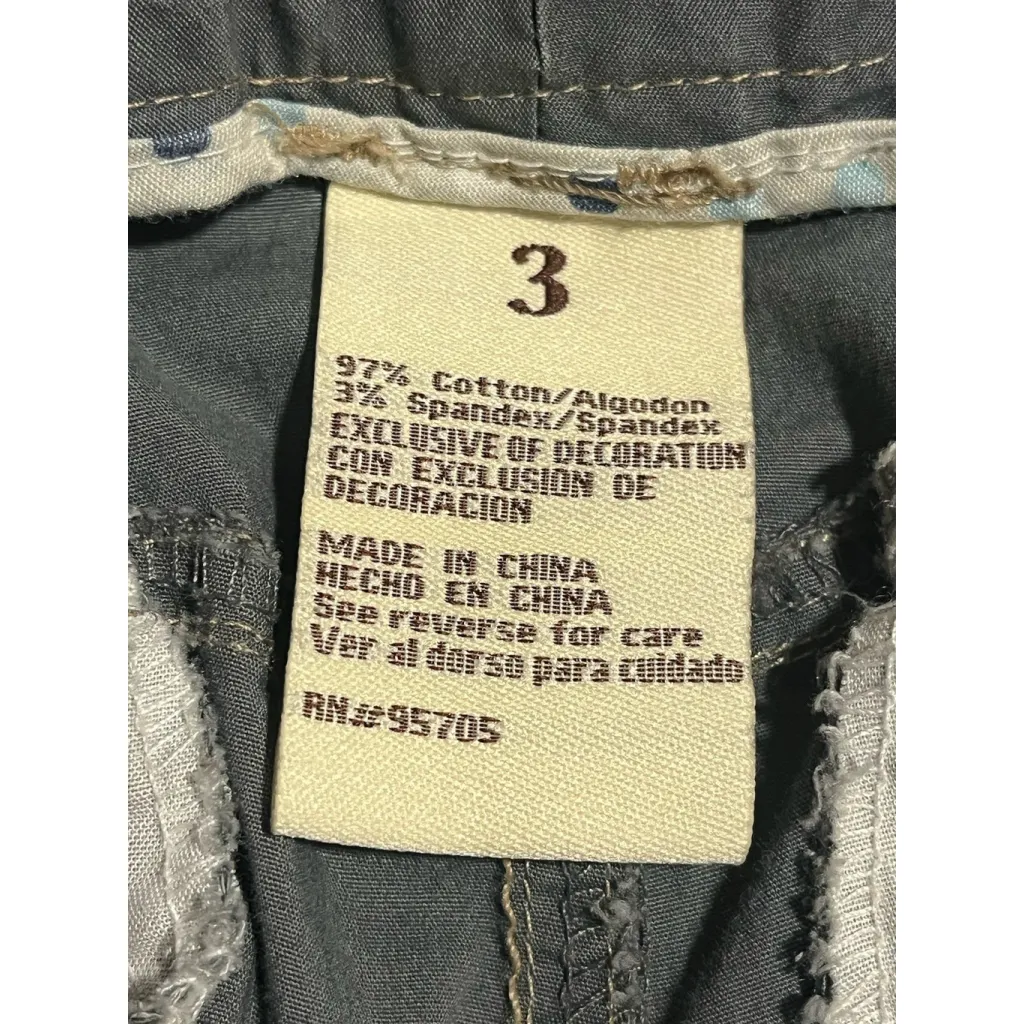 3
97% Cotton/Algodon
3% Spandex/Spandex
EXCLUSIVE OF DECORATION
CON EXCLUSION DE
DECORACION
MADE IN CHINA
HECHO EN CHINA
See reverse for care
Ver al dorso para cuidado
RN#95705